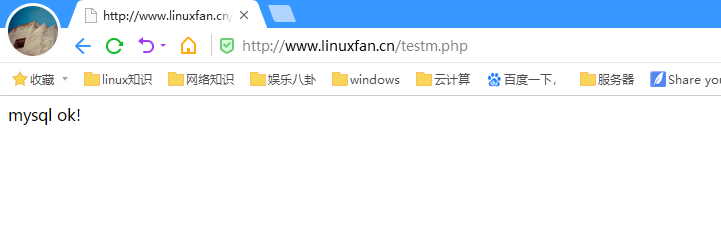 http://www.linuxfan.cn/
http://www.linuxfan.cn/testm.php
收藏 linux知识 网络知识 娱乐八卦 windows 云计算 百度一下， 服务器 Share you
mysql ok!